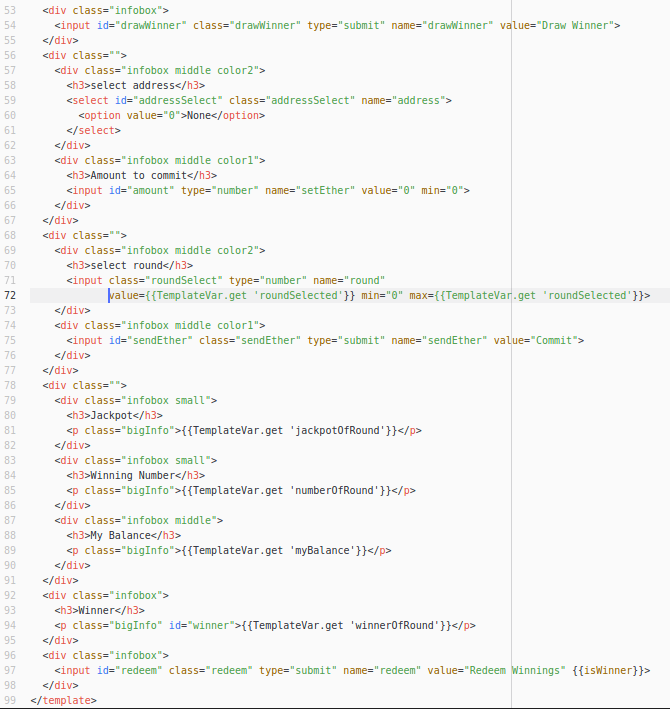 53 <div class="infobox">
54 <input id="drawWinner" class="drawWinner" type="submit" name="drawWinner" value="Draw Winner">
55 </div>
56 <div class="">
57 <div class="infobox middle color2">
58 <h3>select address</h3>
59 <select id="addressSelect" class="addressSelect" name="address">
60 <option value="0">None</option>
61 </select>
62 </div>
63 <div class="infobox middle color1">
64 <h3>Amount to commit</h3>
65 <input id="amount" type="number" name="setEther" value="0" min="0">
66 </div>
67 </div>
68 <div class="">
69 <div class="infobox middle color2">
70 <h3>select round</h3>
71 <input class="roundSelect" type="number" name="round"
72 value={{TemplateVar.get 'roundSelected'}} min="0" max={{TemplateVar.get 'roundSelected'}}>
73 </div>
74 <div class="infobox middle color1">
75 <input id="sendEther" class="sendEther" type="submit" name="sendEther" value="Commit">
76 </div>
77 </div>
78 <div class="">
79 <div class="infobox small">
80 <h3>Jackpot</h3>
81 <p class="bigInfo">{{TemplateVar.get 'jackpotOfRound'}}</p>
82 </div>
83 <div class="infobox small">
84 <h3>Winning Number</h3>
85 <p class="bigInfo">{{TemplateVar.get 'numberOfRound'}}</p>
86 </div>
87 <div class="infobox middle">
88 <h3>My Balance</h3>
89 <p class="bigInfo">{{TemplateVar.get 'myBalance'}}</p>
90 </div>
91 </div>
92 <div class="infobox">
93 <h3>Winner</h3>
94 <p class="bigInfo" id="winner">{{TemplateVar.get 'winnerOfRound'}}</p>
95 </div>
96 <div class="infobox">
97 <input id="redeem" class="redeem" type="submit" name="redeem" value="Redeem Winnings" {{isWinner}}>
98 </div>
99 </template>